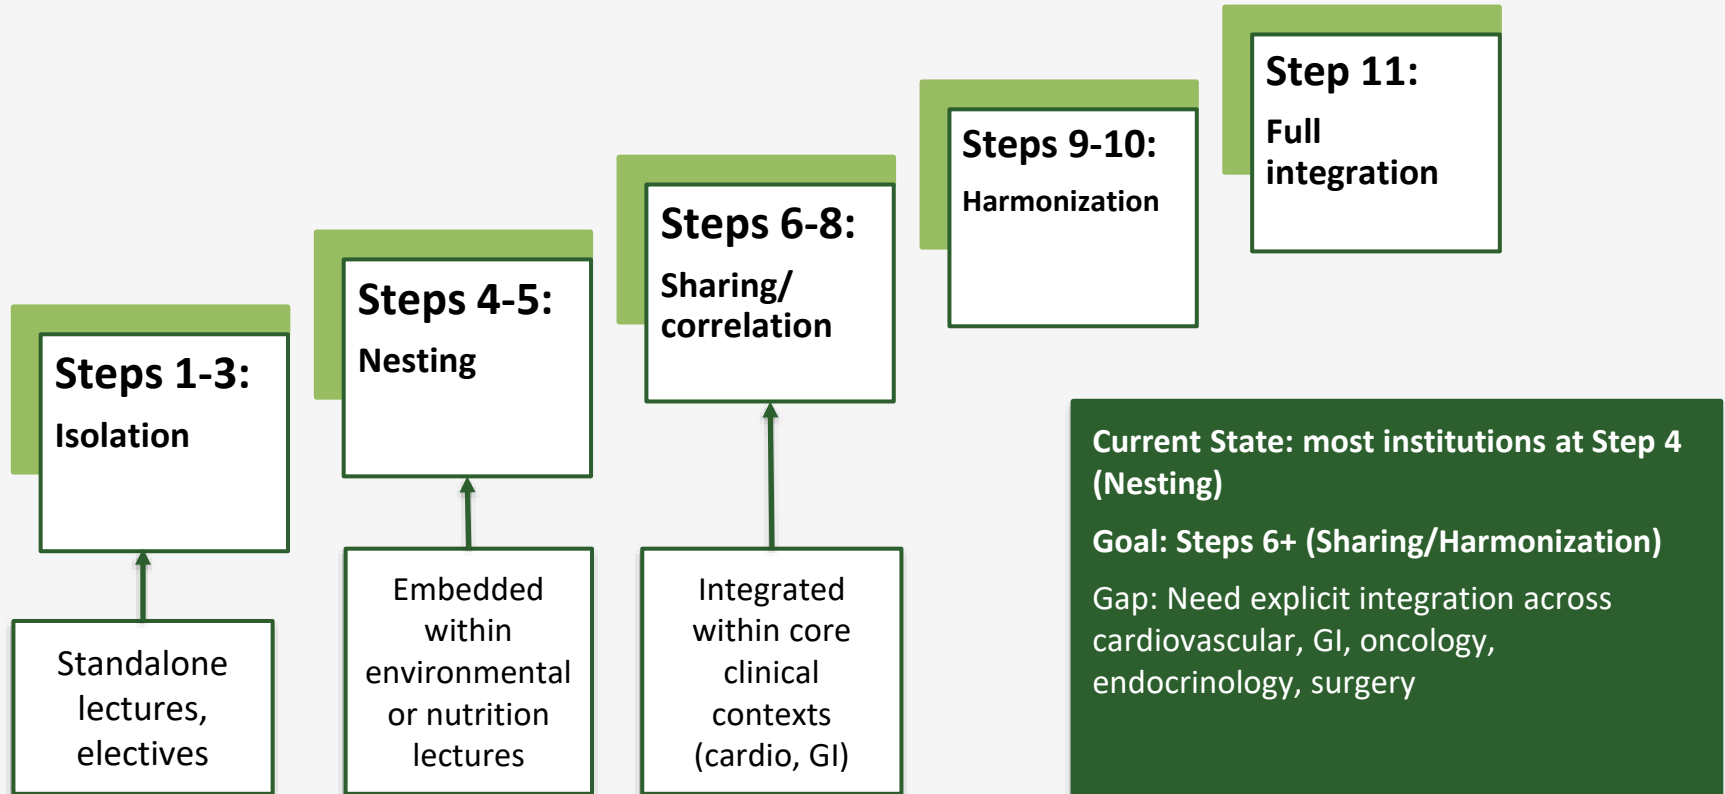 Steps 1-3:
Isolation
Standalone
lectures,
electives
Steps 4-5:
Nesting
Embedded
within
environmental
or nutrition
lectures
Steps 6-8:
Sharing/
correlation
Integrated
within core
clinical
contexts
(cardio, GI)
Steps 9-10:
Harmonization
Step 11:
Full
integration
Current State: most institutions at Step 4
(Nesting)
Goal: Steps 6+ (Sharing/Harmonization)
Gap: Need explicit integration across
cardiovascular, GI, oncology,
endocrinology, surgery